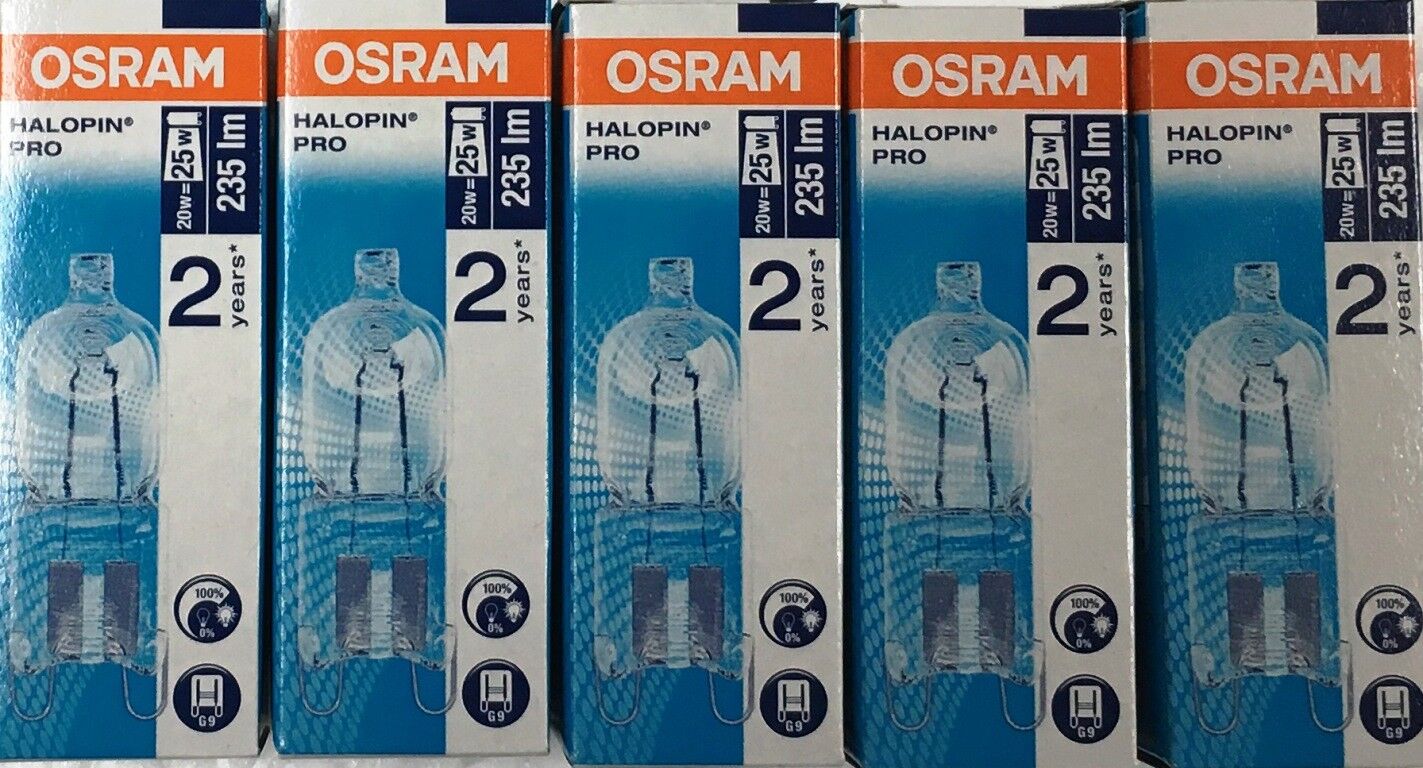 OSRAM
HALOPIN®
PRO
20w=25w
235 lm
2
years*
100%
0%
G9
OSRAM
HALOPIN®
PRO
20w=25w
235 lm
2
years*
100%
0%
G9
OSRAM
HALOPIN®
PRO
20w=25w
235 lm
2
years*
100%
0%
G9
OSRAM
HALOPIN®
PRO
20w=25w
235 lm
2
years*
100%
0%
G9
OSRAM
HALOPIN®
PRO
20w=25w
235 lm
2
years*
100%
0%
G9